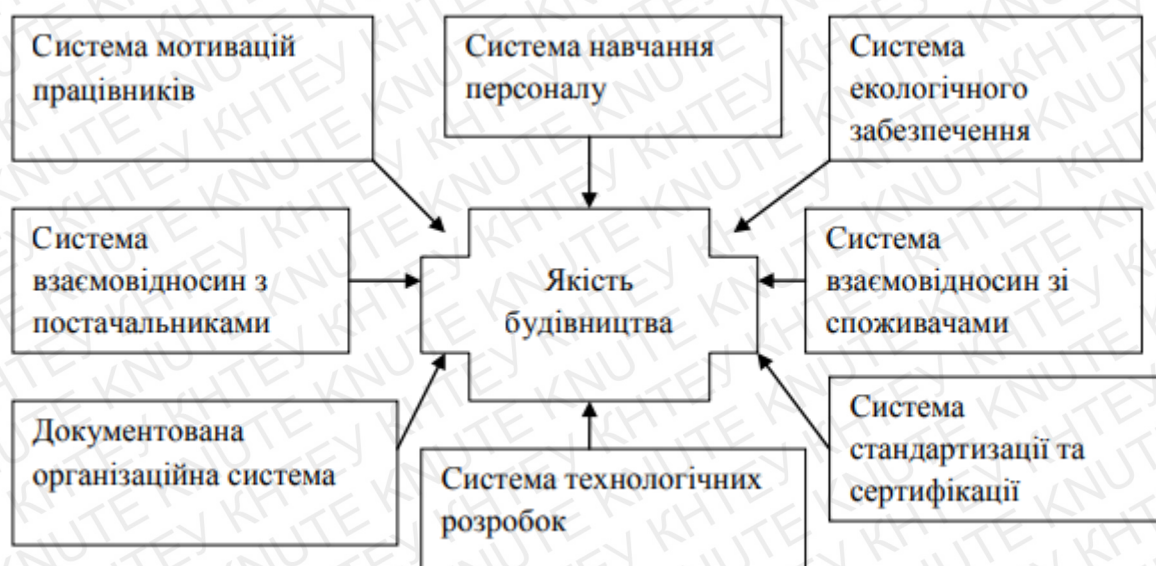 Система мотивацій
працівників
Система навчання
персоналу
Система
екологічного
забезпечення
Система
взаємовідносин з
постачальниками
Якість
будівництва
Система
взаємовідносин зі
споживачами
Документована
організаційна система
Система технологічних
розробок
Система
стандартизації та
сертифікації